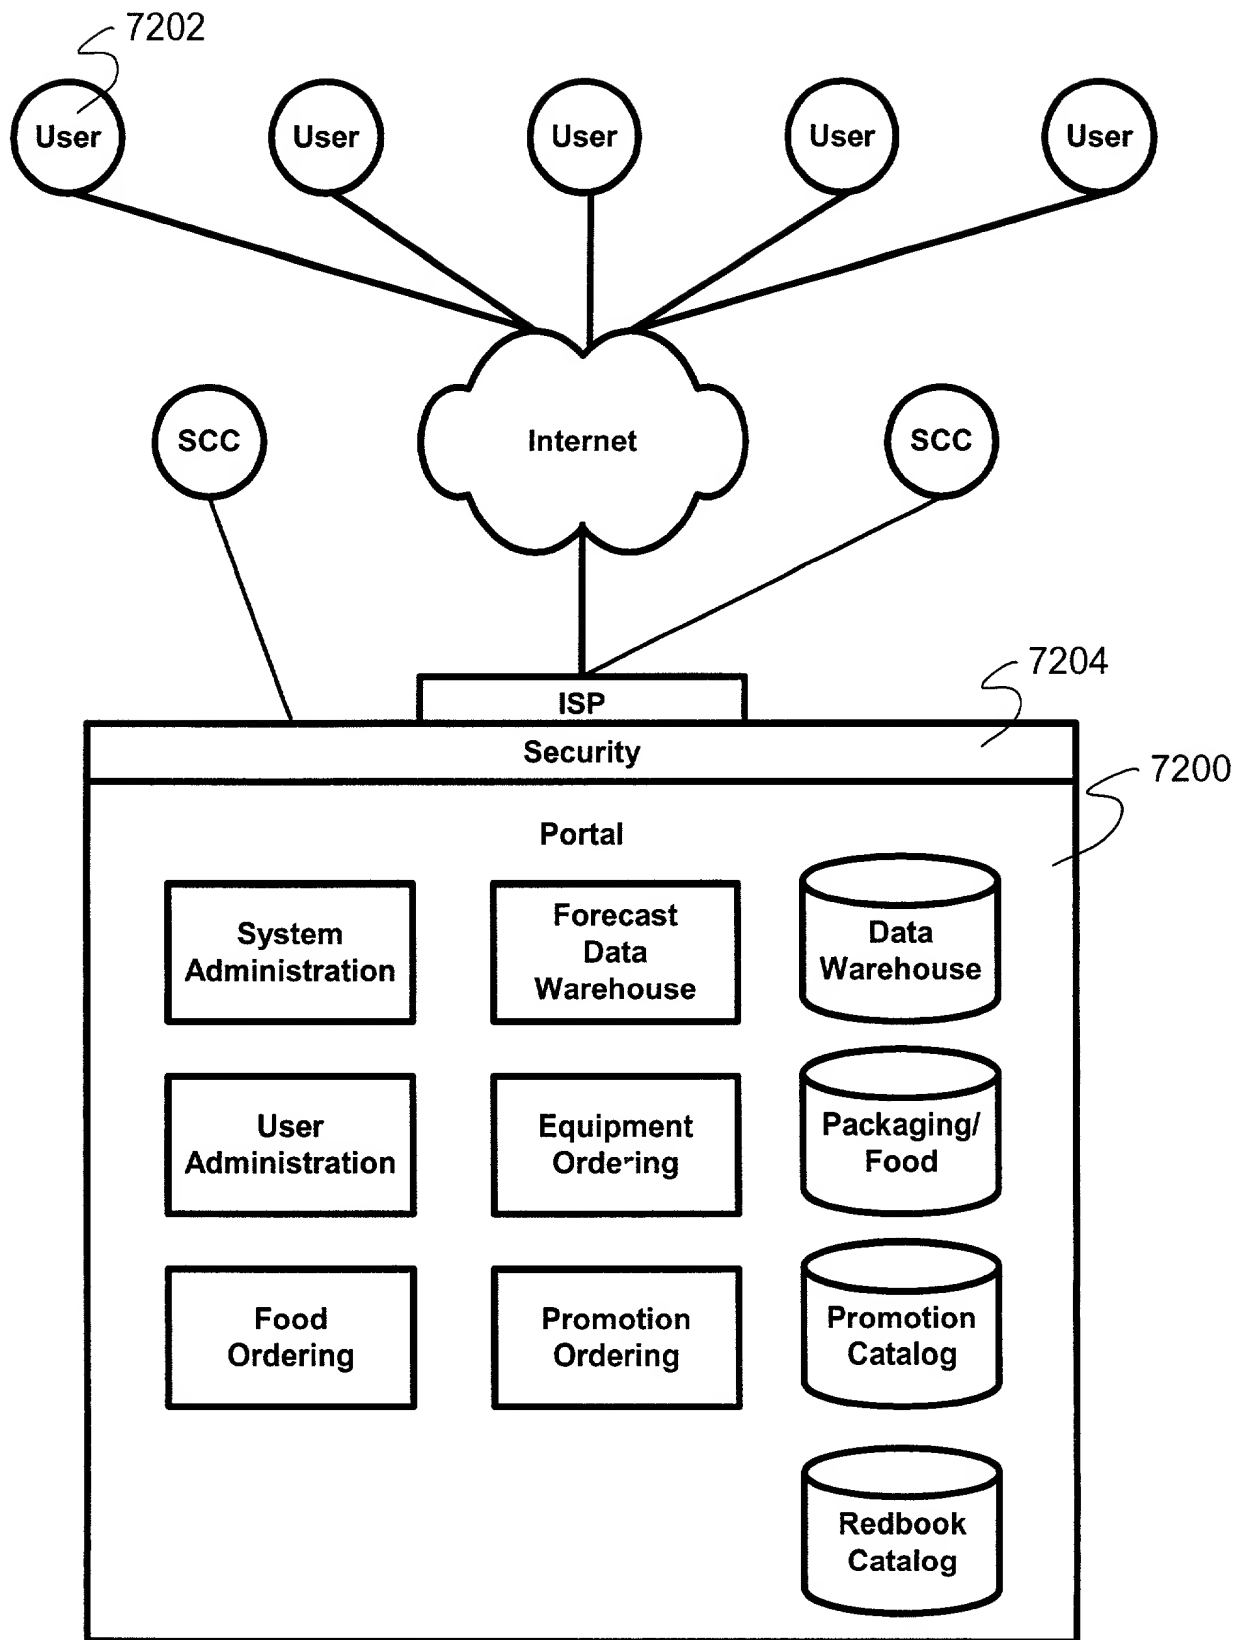 7202
User
User
User
User
User
SCC
Internet
SCC
7204
ISP
Security
7200
Portal
System
Administration
Forecast
Data
Warehouse
Data
Warehouse
User
Administration
Equipment
Ordering
Packaging/
Food
Food
Ordering
Promotion
Ordering
Promotion
Catalog
Redbook
Catalog